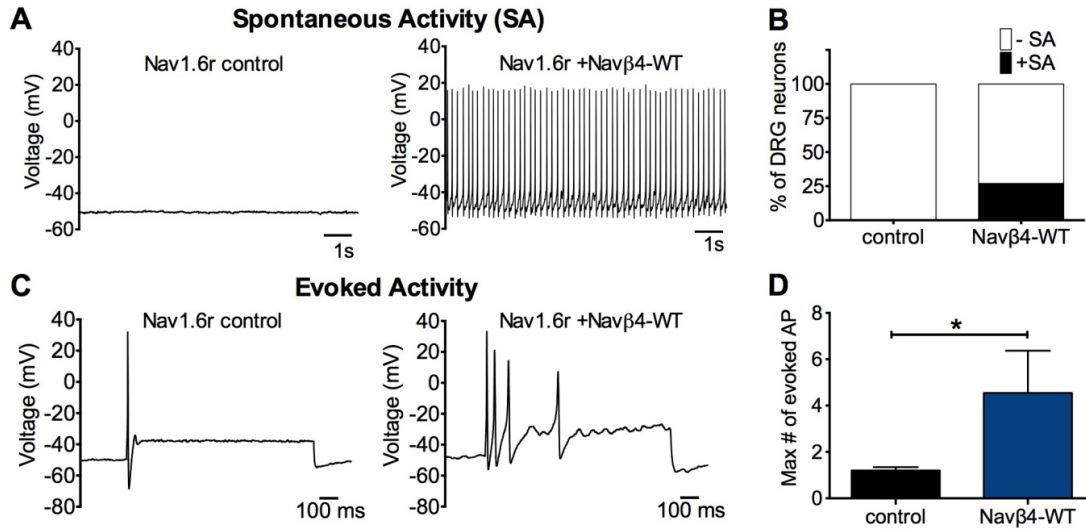 A
Spontaneous Activity (SA)
Nav1.6r control
Voltage (mV)
40
20
0
-20
-40
-60
1s
Nav1.6r +Navβ4-WT
Voltage (mV)
40
20
0
-20
-40
-60
1s
B
- SA
+SA
% of DRG neurons
100
75
50
25
0
control
Navβ4-WT
C
Evoked Activity
Nav1.6r control
Voltage (mV)
40
20
0
-20
-40
-60
-80
100 ms
Nav1.6r +Navβ4-WT
Voltage (mV)
40
20
0
-20
-40
-60
-80
100 ms
D
Max # of evoked AP
8
6
4
2
0
*
control
Navβ4-WT